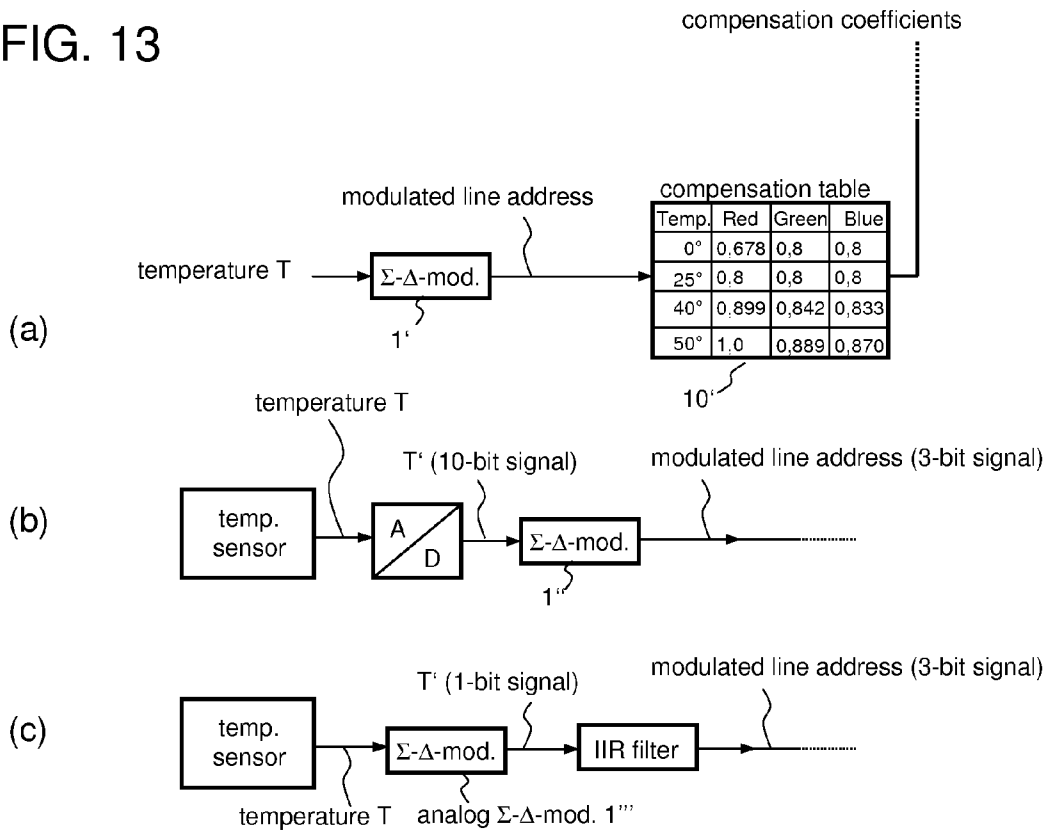 compensation coefficients
FIG. 13
modulated line address
compensation table
Temp. Red Green Blue
0° 0,678 0,8 0,8
25° 0,8 0,8 0,8
40° 0,899 0,842 0,833
50° 1,0 0,889 0,870
temperature T
Σ-Δ-mod.
(a)
1‘
10‘
temperature T
T‘ (10-bit signal)
modulated line address (3-bit signal)
(b)
temp.
sensor
A
D
Σ-Δ-mod.
1“
T‘ (1-bit signal)
modulated line address (3-bit signal)
(c)
temp.
sensor
Σ-Δ-mod.
IIR filter
temperature T
analog Σ-Δ-mod. 1’’’